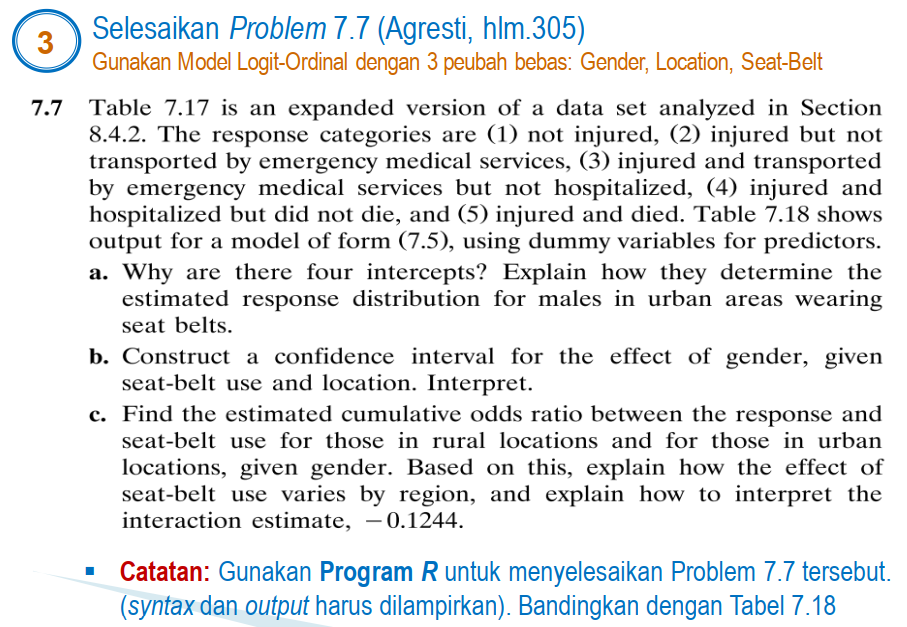 3
Selesaikan Problem 7.7 (Agresti, hlm.305)
Gunakan Model Logit-Ordinal dengan 3 peubah bebas: Gender, Location, Seat-Belt
7.7 Table 7.17 is an expanded version of a data set analyzed in Section
8.4.2. The response categories are (1) not injured, (2) injured but not
transported by emergency medical services, (3) injured and transported
by emergency medical services but not hospitalized, (4) injured and
hospitalized but did not die, and (5) injured and died. Table 7.18 shows
output for a model of form (7.5), using dummy variables for predictors.
a. Why are there four intercepts? Explain how they determine the
estimated response distribution for males in urban areas wearing
seat belts.
b. Construct a confidence interval for the effect of gender, given
seat-belt use and location. Interpret.
c. Find the estimated cumulative odds ratio between the response and
seat-belt use for those in rural locations and for those in urban
locations, given gender. Based on this, explain how the effect of
seat-belt use varies by region, and explain how to interpret the
interaction estimate, −0.1244.
▪ Catatan: Gunakan Program R untuk menyelesaikan Problem 7.7 tersebut.
(syntax dan output harus dilampirkan). Bandingkan dengan Tabel 7.18